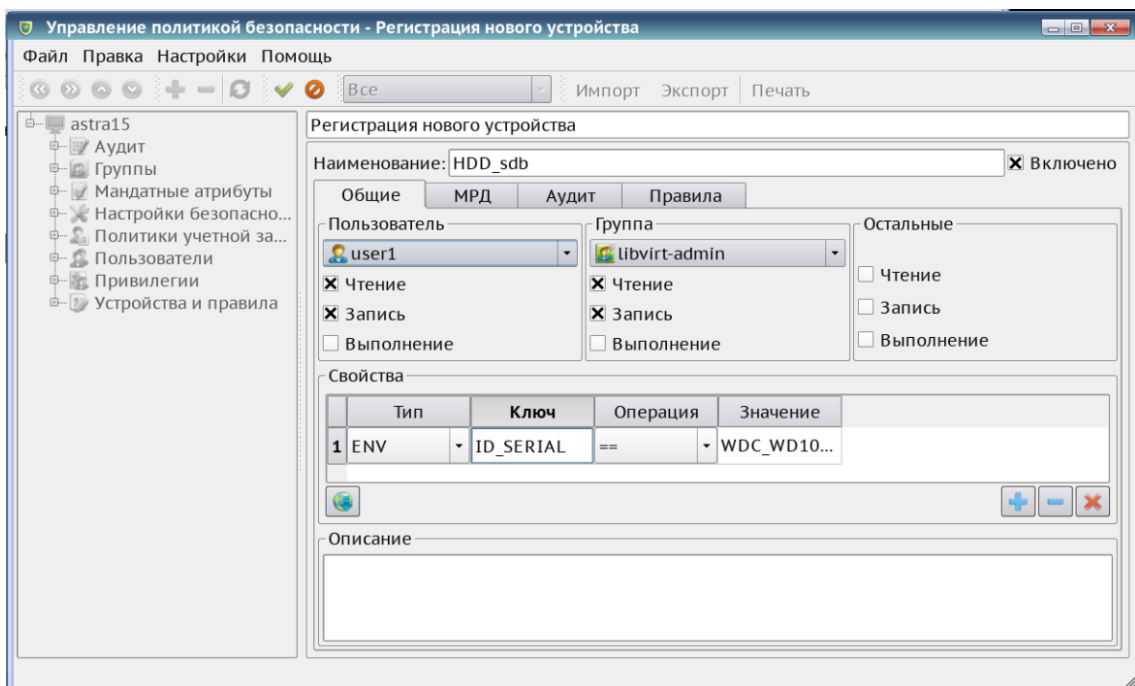 Управление политикой безопасности - Регистрация нового устройства
Файл Правка Настройки Помощь
Все Импорт Экспорт Печать
astra15
Аудит
Группы
Мандатные атрибуты
Настройки безопасно...
Политики учетной за...
Пользователи
Привилегии
Устройства и правила
Регистрация нового устройства
Наименование: HDD_sdb Включено
Общие МРД Аудит Правила
Пользователь
user1
Чтение
Запись
Выполнение
Группа
libvirt-admin
Чтение
Запись
Выполнение
Остальные
Чтение
Запись
Выполнение
Свойства
Тип Ключ Операция Значение
1 ENV ID_SERIAL == WDC_WD10...
Описание